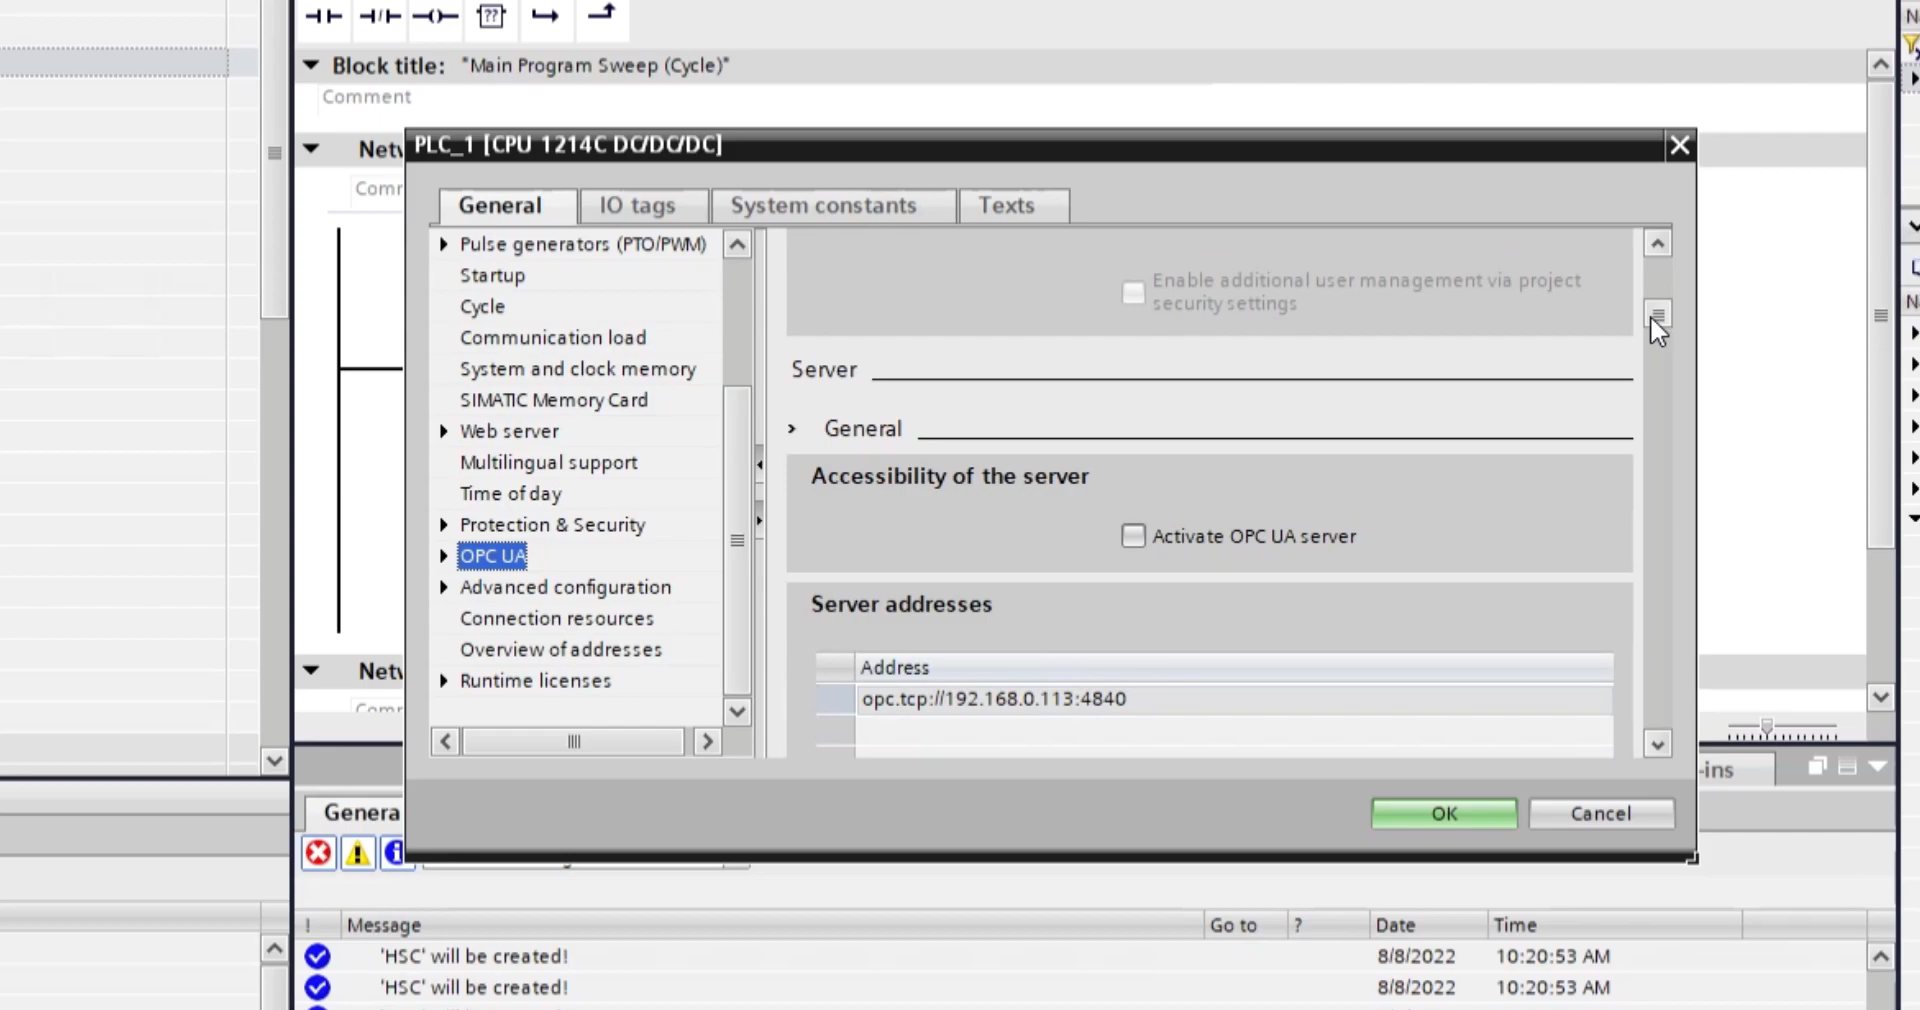 ??
Block title: "Main Program Sweep (Cycle)"
Comment
Netw
Comm
PLC_1 [CPU 1214C DC/DC/DC]
General
IO tags
System constants
Texts
Pulse generators (PTO/PWM)
Startup
Cycle
Communication load
System and clock memory
SIMATIC Memory Card
Web server
Multilingual support
Time of day
Protection & Security
OPC UA
Advanced configuration
Connection resources
Overview of addresses
Runtime licenses
Enable additional user management via project
security settings
Server
General
Accessibility of the server
Activate OPC UA server
Server addresses
Address
opc.tcp://192.168.0.113:4840
OK
Cancel
Netw
-ins
Genera
! Message Go to ? Date Time
'HSC' will be created! 8/8/2022 10:20:53 AM
'HSC' will be created! 8/8/2022 10:20:53 AM